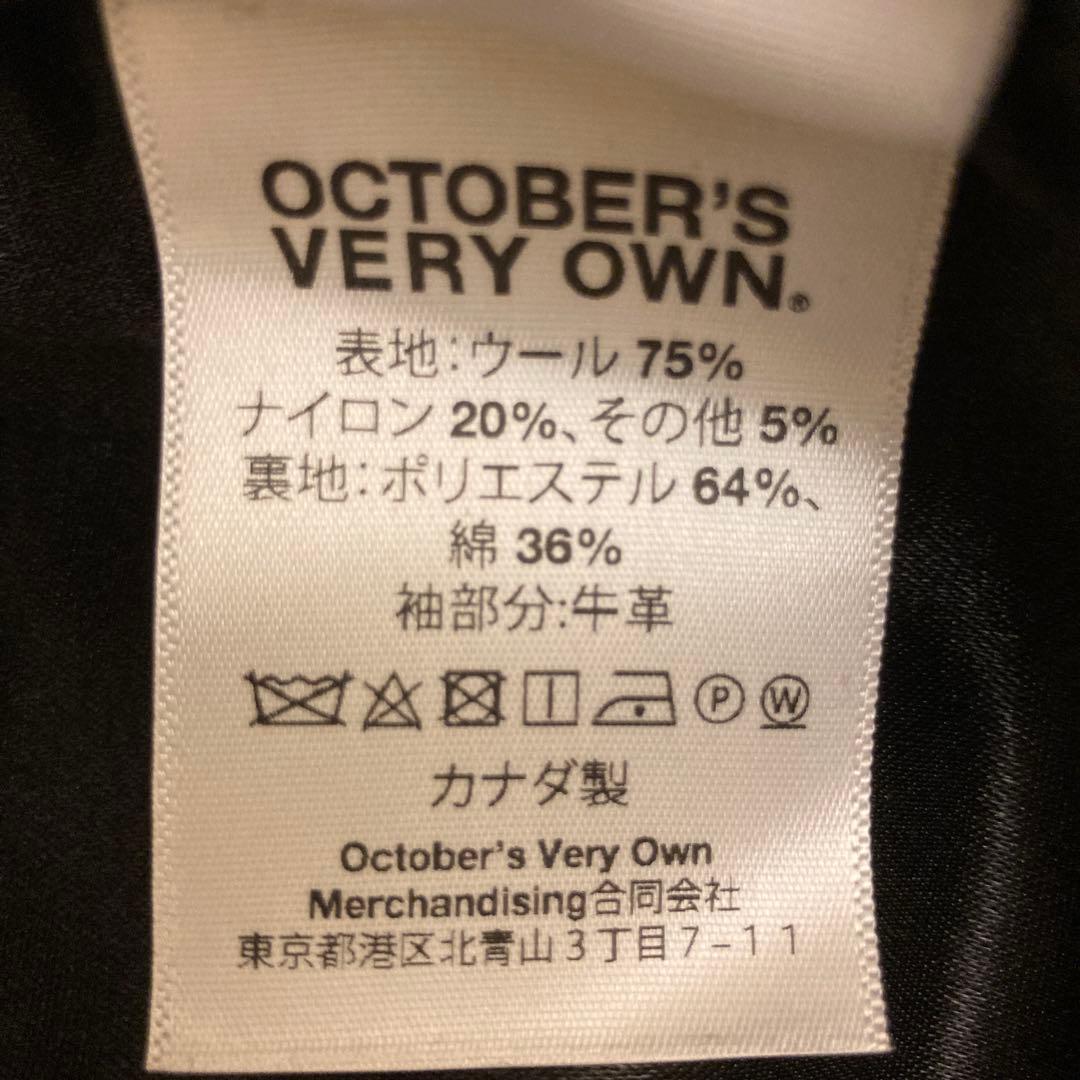 OCTOBER'S
VERY OWN®
表地:ウール 75%
ナイロン 20%、その他 5%
裏地:ポリエステル 64%、
綿 36%
袖部分:牛革
P W
カナダ製
October's Very Own
Merchandising合同会社
東京都港区北青山3丁目7-11